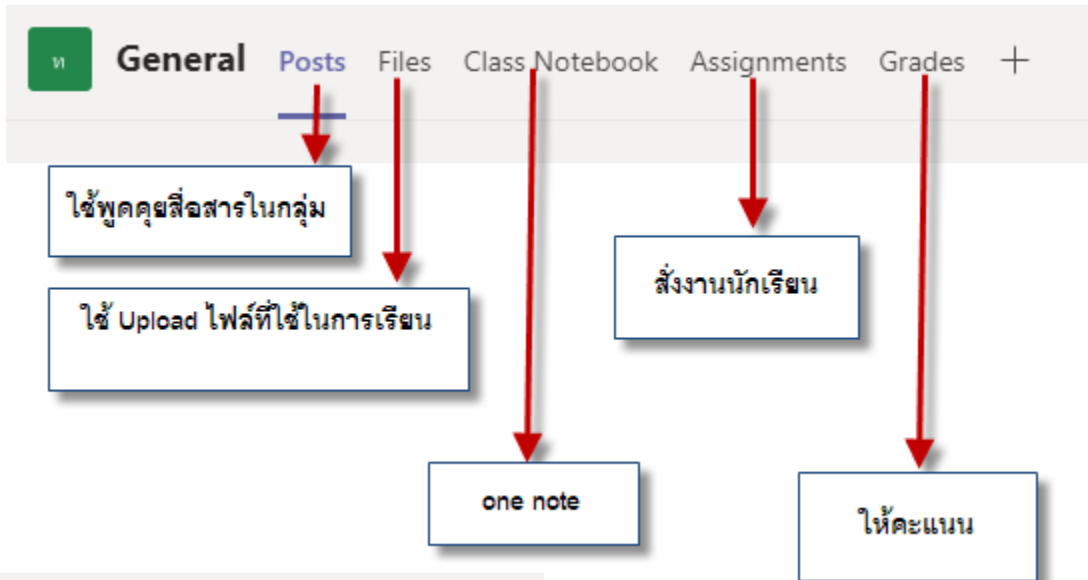 ท General Posts Files Class Notebook Assignments Grades +
ใช้พูดคุยสื่อสารในกลุ่ม
สั่งงานนักเรียน
ใช้ Upload ไฟล์ที่ใช้ในการเรียน
one note
ให้คะแนน